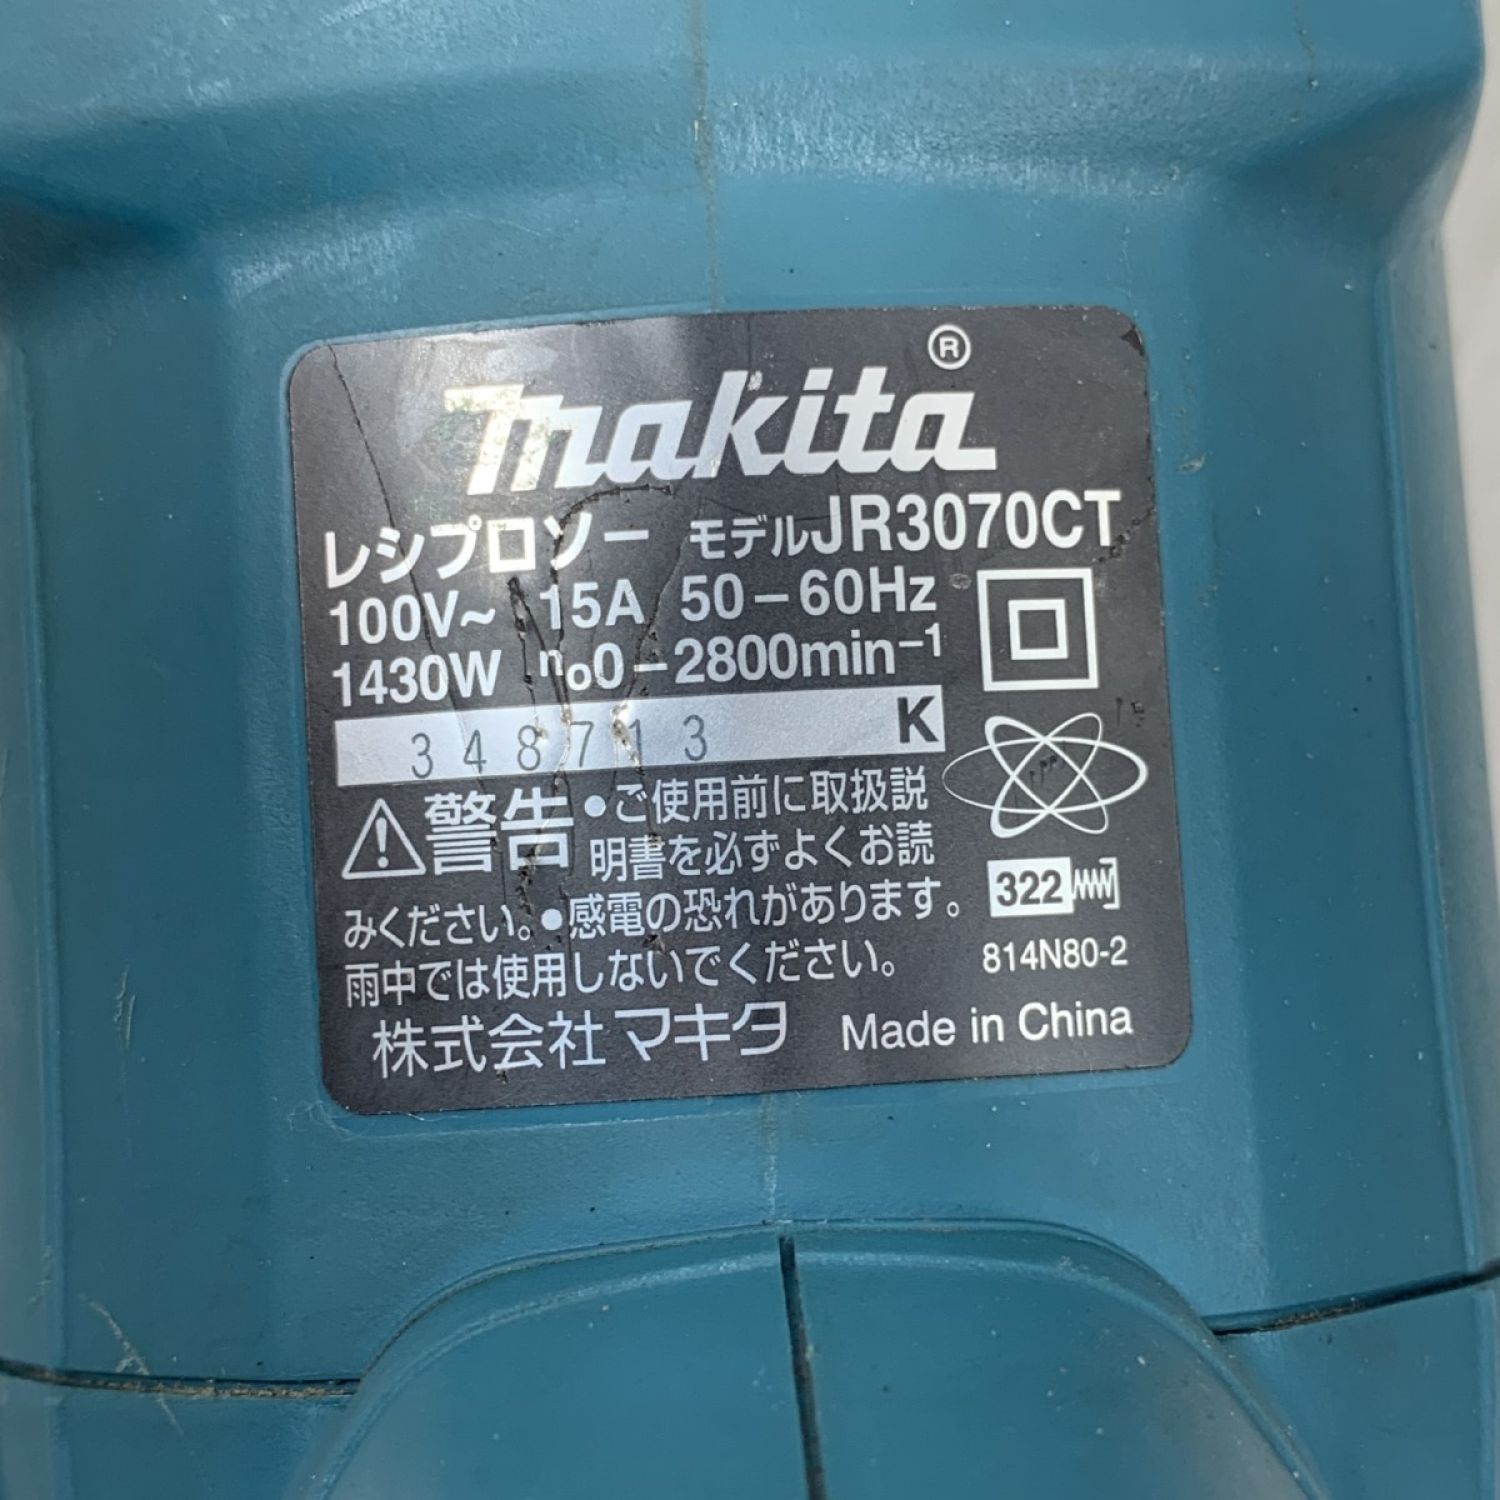 makita®
レシプロソー モデルJR3070CT
100V~ 15A 50-60Hz
1430W n₀0-2800min⁻¹
348713 K
警告 ●ご使用前に取扱説
明書を必ずよくお読
みください。●感電の恐れがあります。
雨中では使用しないでください。
322
814N80-2
株式会社マキタ Made in China